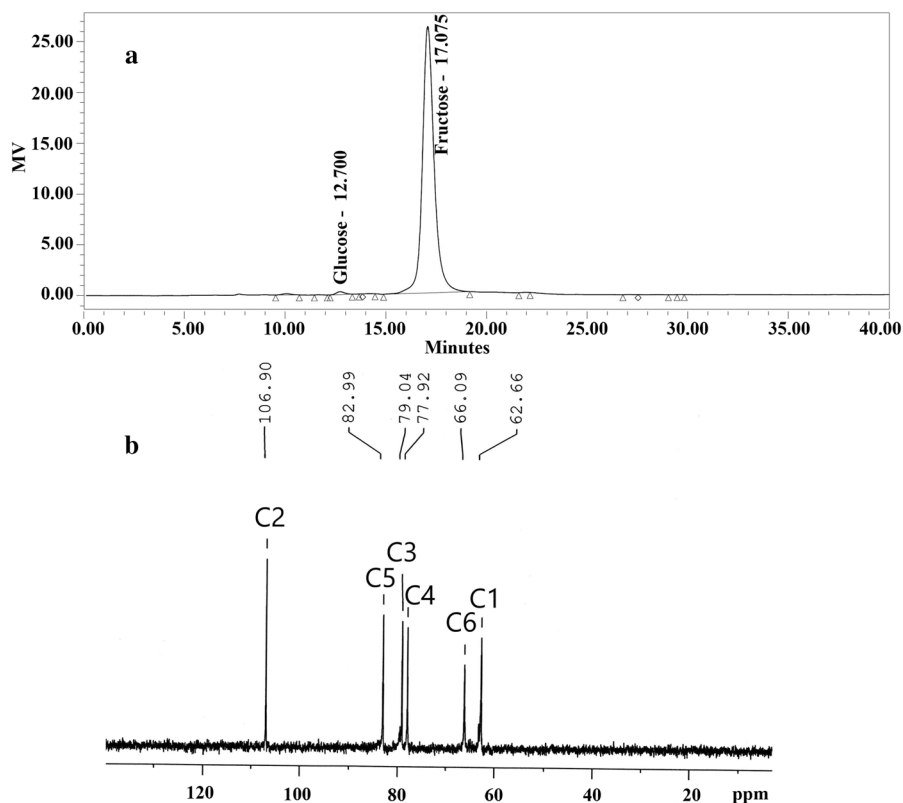 a
25.00
20.00
15.00
10.00
5.00
0.00
MV
Glucose - 12.700
Fructose - 17.075
0.00 5.00 10.00 15.00 20.00 25.00 30.00 35.00 40.00
Minutes
b
106.90 82.99 79.04 77.92 66.09 62.66
C2
C5
C3
C4
C6
C1
120 100 80 60 40 20 ppm